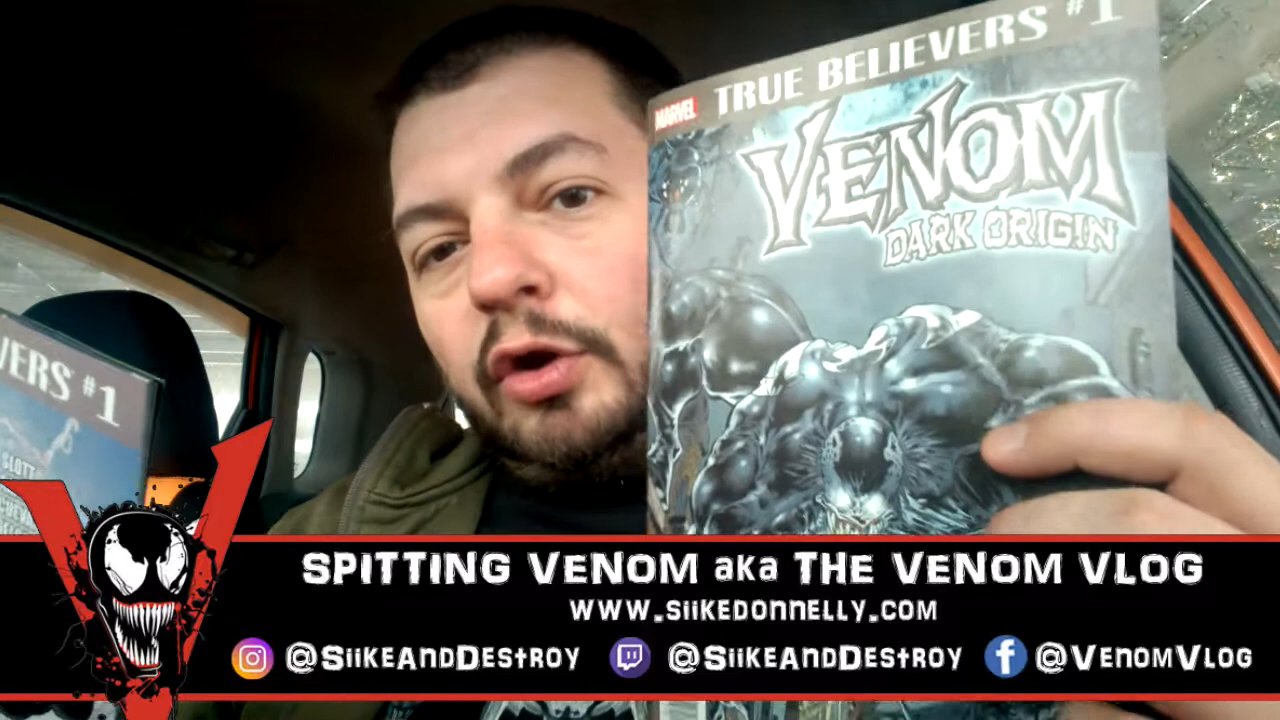 TRUE BELIEVERS #1
MARVEL
VENOM
DARK ORIGIN
VERS #1
SLOTT
SPITTING VENOM aka THE VENOM VLOG
WWW.SIIKEDONNELLY.COM
@SIIKEANDDESTROY @SIIKEANDDESTROY @VENOMVLOG